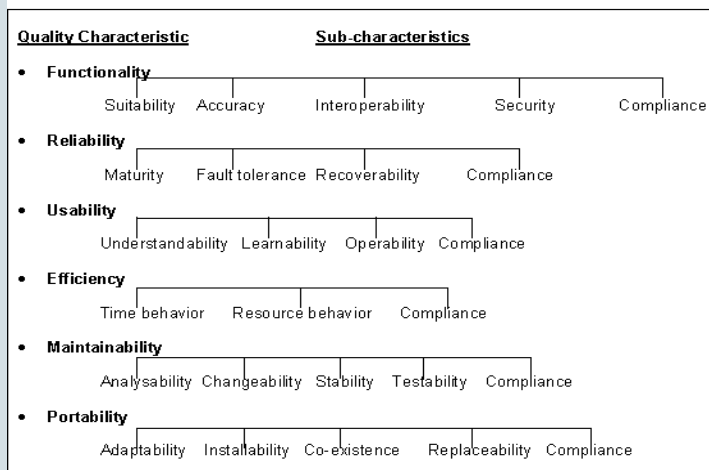 Quality Characteristic Sub-characteristics
• Functionality
Suitability Accuracy Interoperability Security Compliance
• Reliability
Maturity Fault tolerance Recoverability Compliance
• Usability
Understandability Learnability Operability Compliance
• Efficiency
Time behavior Resource behavior Compliance
• Maintainability
Analysability Changeability Stability Testability Compliance
• Portability
Adaptability Installability Co-existence Replaceability Compliance